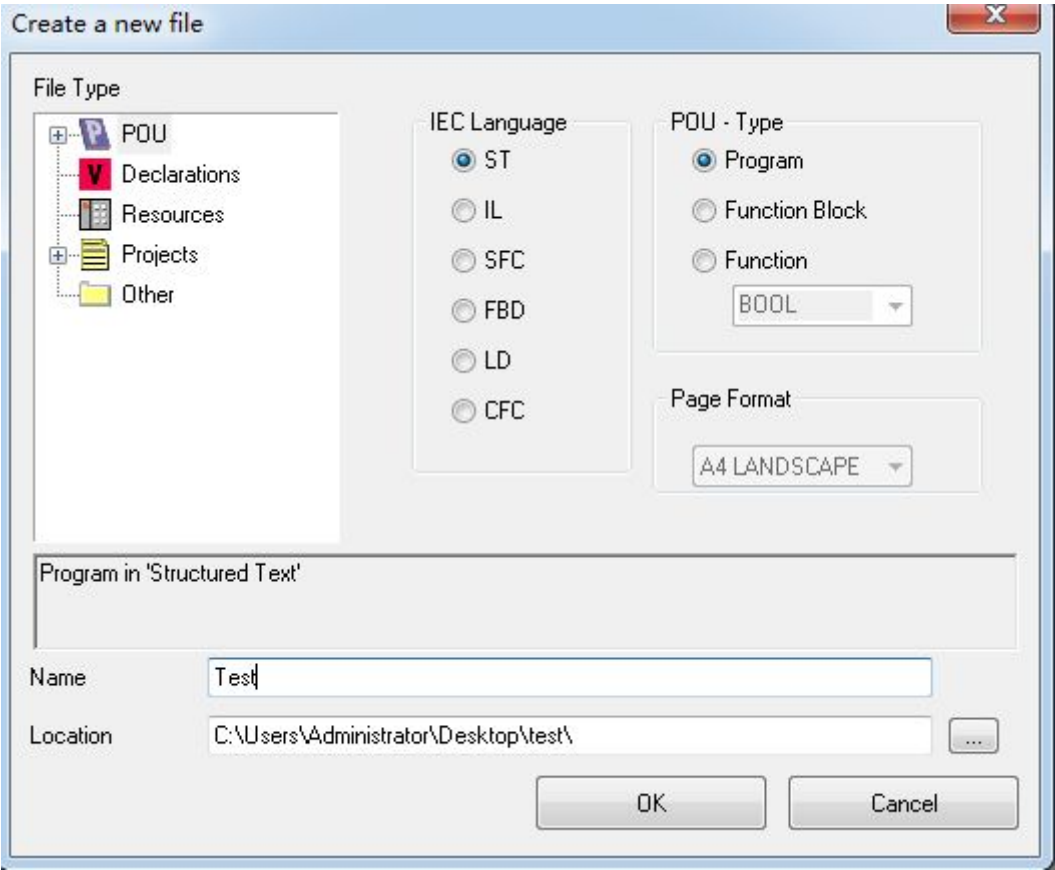 Create a new file
File Type
POU
Declarations
Resources
Projects
Other
IEC Language
ST
IL
SFC
FBD
LD
CFC
POU - Type
Program
Function Block
Function
BOOL
Page Format
A4 LANDSCAPE
Program in 'Structured Text'
Name
Test
Location
C:\Users\Administrator\Desktop\test\
...
OK
Cancel